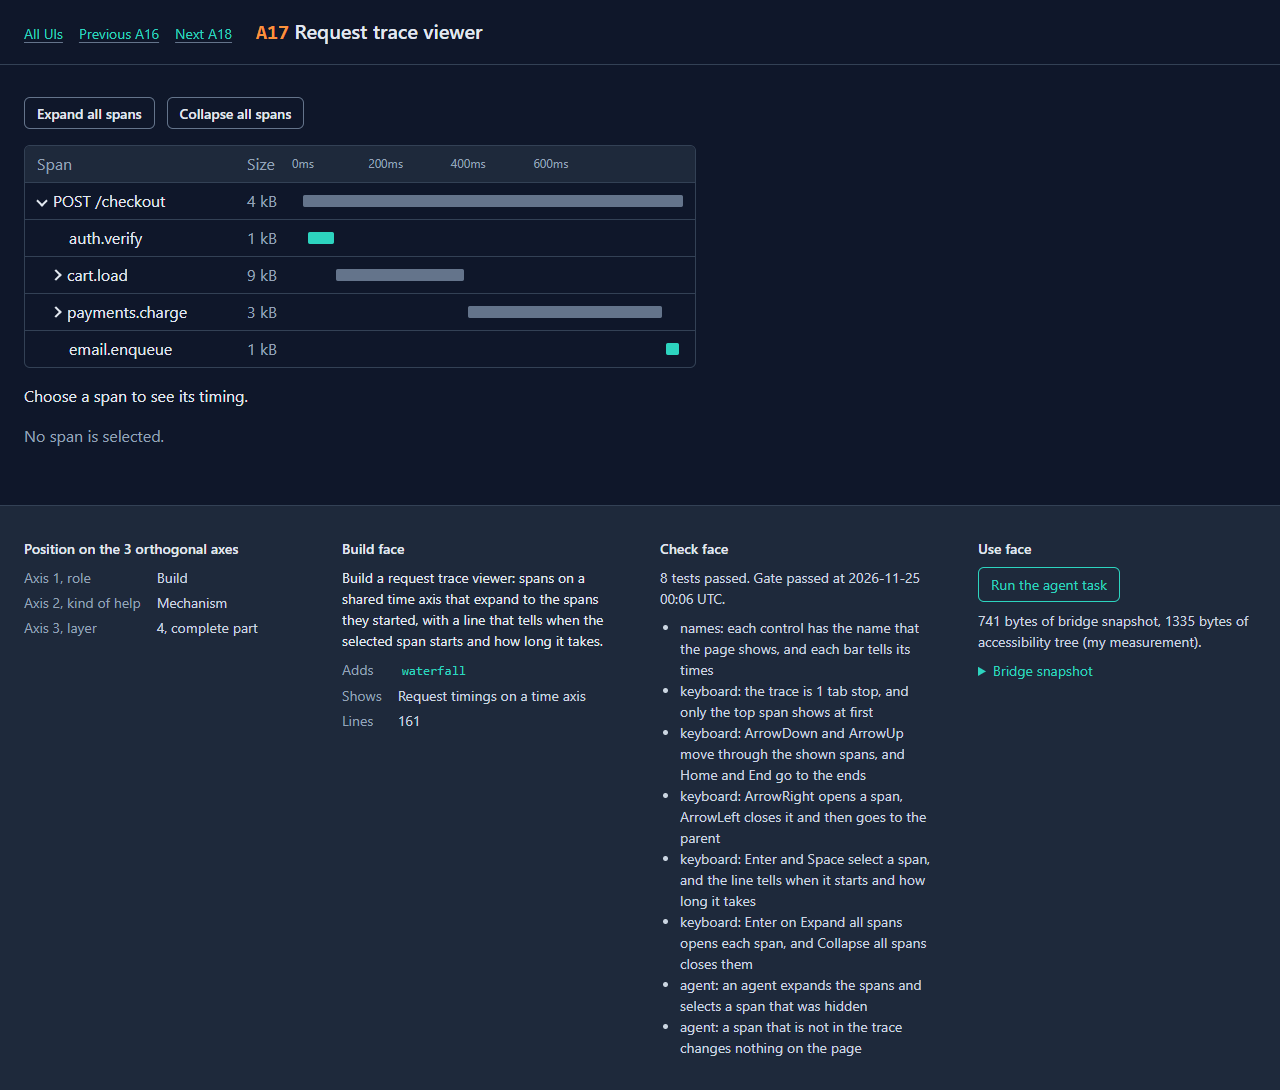 All UIs Previous A16 Next A18 A17 Request trace viewer
Expand all spans Collapse all spans
Span Size 0ms 200ms 400ms 600ms
POST /checkout 4 kB
auth.verify 1 kB
cart.load 9 kB
payments.charge 3 kB
email.enqueue 1 kB
Choose a span to see its timing.
No span is selected.
Position on the 3 orthogonal axes
Axis 1, role Build
Axis 2, kind of help Mechanism
Axis 3, layer 4, complete part
Build face
Build a request trace viewer: spans on a
shared time axis that expand to the spans
they started, with a line that tells when the
selected span starts and how long it takes.
Adds waterfall
Shows Request timings on a time axis
Lines 161
Check face
8 tests passed. Gate passed at 2026-11-25
00:06 UTC.
names: each control has the name that
the page shows, and each bar tells its
times
keyboard: the trace is 1 tab stop, and
only the top span shows at first
keyboard: ArrowDown and ArrowUp
move through the shown spans, and
Home and End go to the ends
keyboard: ArrowRight opens a span,
ArrowLeft closes it and then goes to the
parent
keyboard: Enter and Space select a span,
and the line tells when it starts and how
long it takes
keyboard: Enter on Expand all spans
opens each span, and Collapse all spans
closes them
agent: an agent expands the spans and
selects a span that was hidden
agent: a span that is not in the trace
changes nothing on the page
Use face
Run the agent task
741 bytes of bridge snapshot, 1335 bytes of
accessibility tree (my measurement).
Bridge snapshot